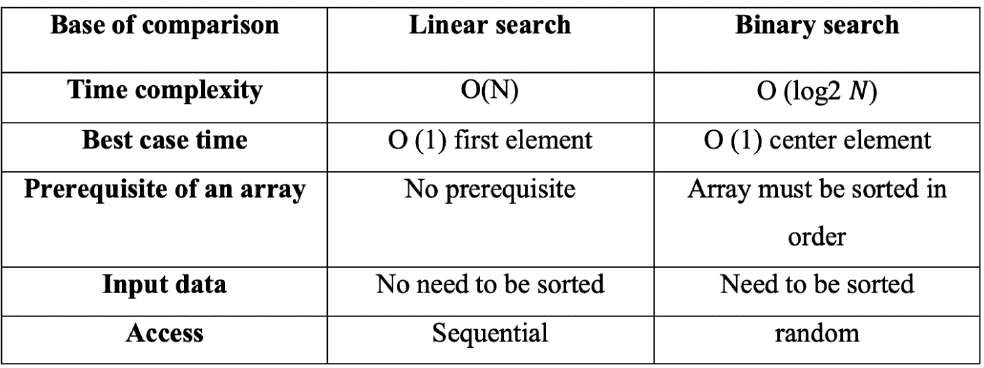 Base of comparison Linear search Binary search
Time complexity O(N) O (log2 N)
Best case time O (1) first element O (1) center element
Prerequisite of an array No prerequisite Array must be sorted in
order
Input data No need to be sorted Need to be sorted
Access Sequential random